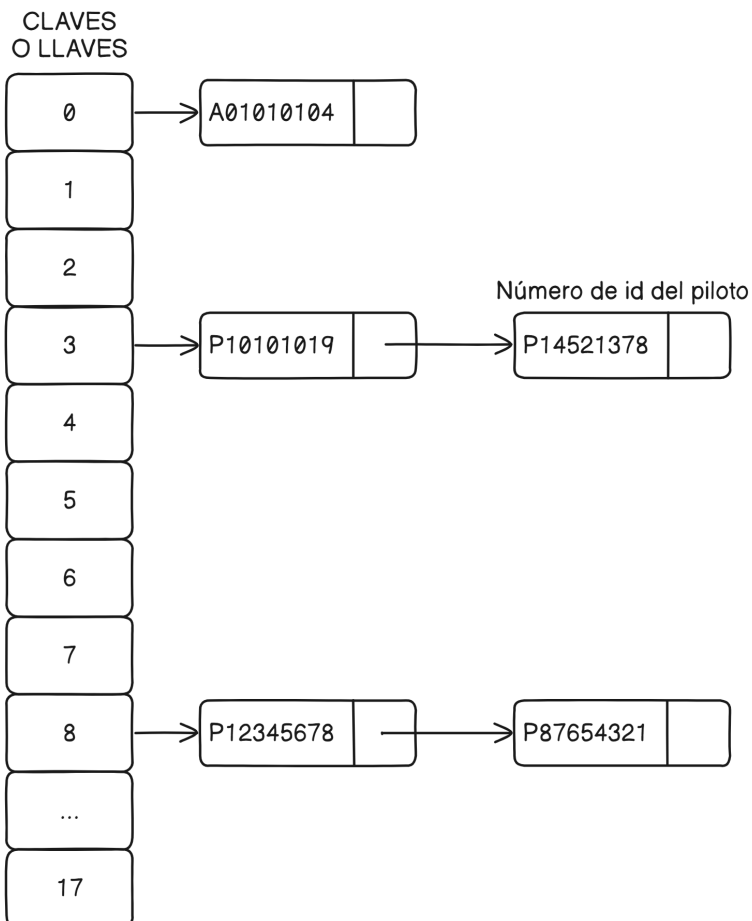 CLAVES
O LLAVES
0
A01010104
1
2
Número de id del piloto
3
P10101019
P14521378
4
5
6
7
8
P12345678
P87654321
...
17